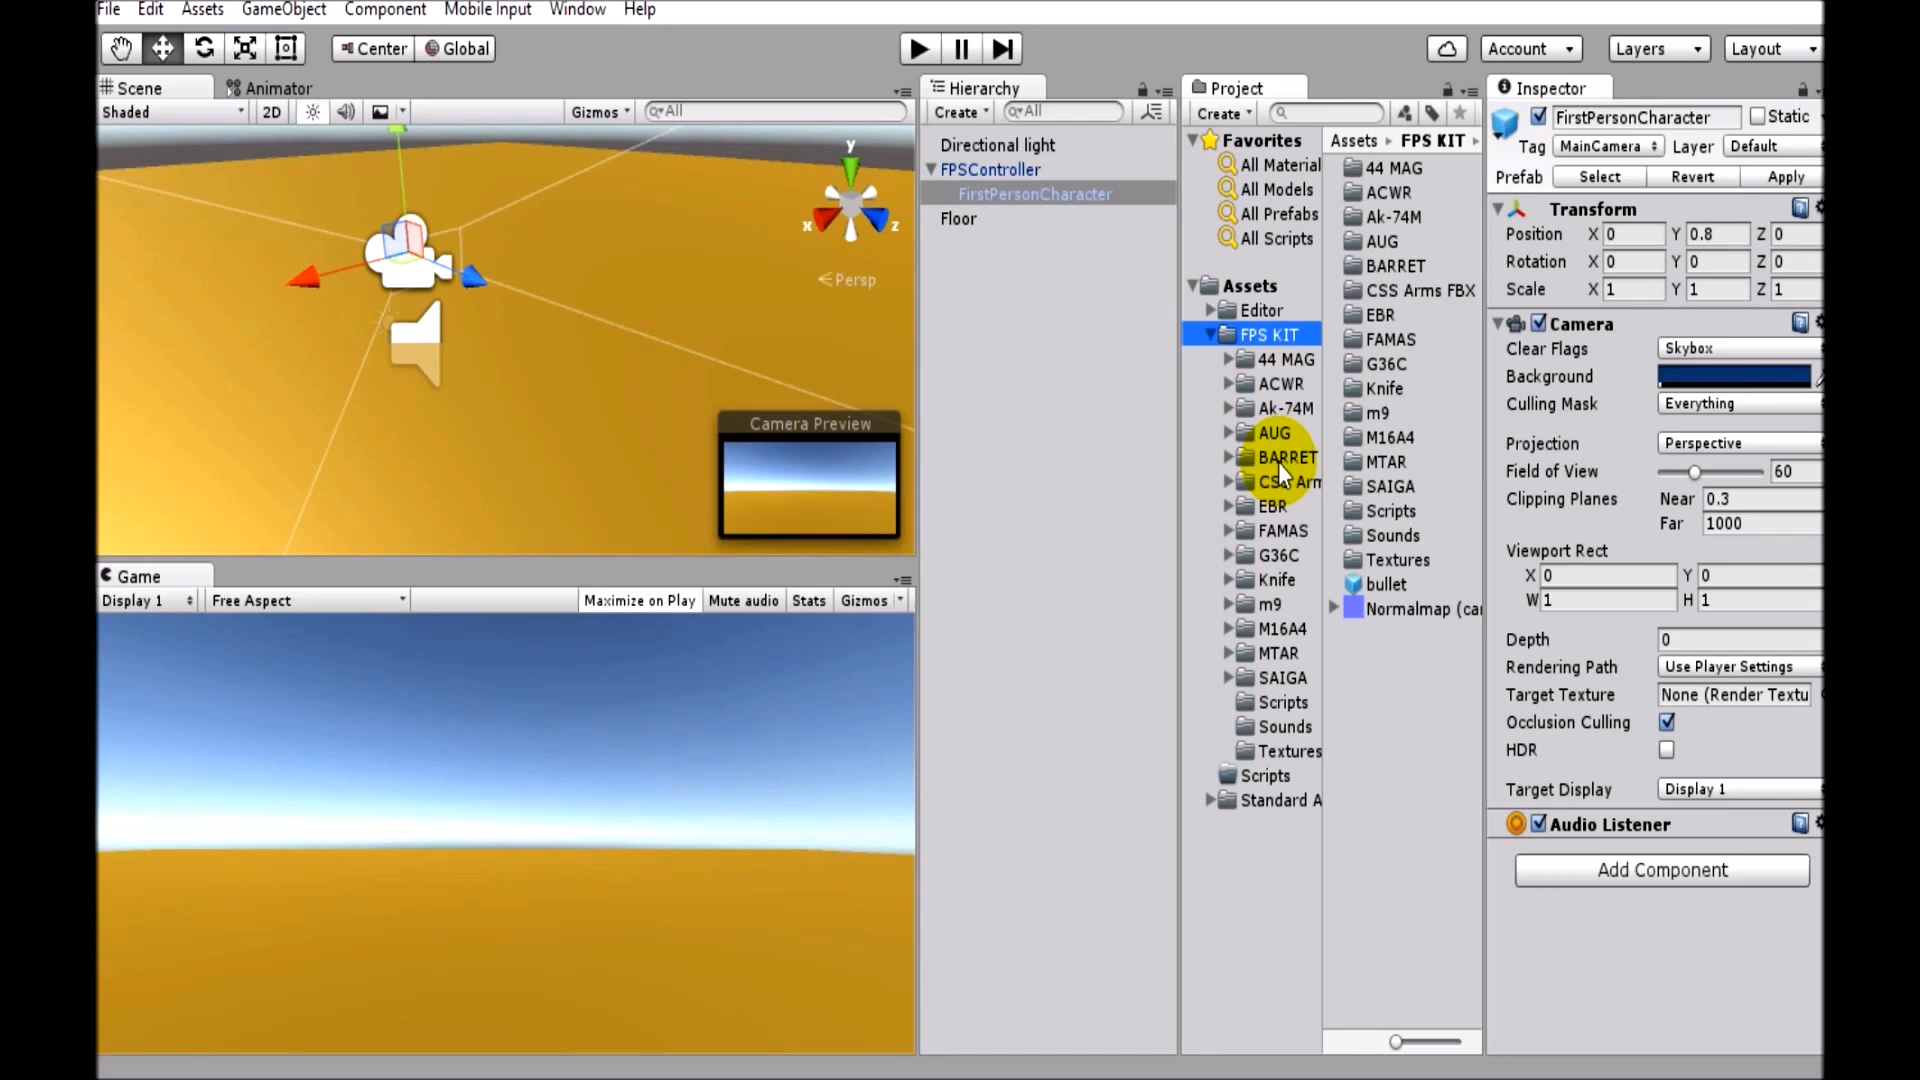 File Edit Assets GameObject Component Mobile Input Window Help
Center Global Account Layers Layout
Scene Animator
Shaded 2D Gizmos All
y
x z
Persp
Camera Preview
Game
Display 1 Free Aspect Maximize on Play Mute audio Stats Gizmos
Hierarchy
Create All
Directional light
FPSController
FirstPersonCharacter
Floor
Project
Create
Favorites
All Material
All Models
All Prefabs
All Scripts
Assets
Editor
FPS KIT
44 MAG
ACWR
Ak-74M
AUG
BARRET
CSS Arm
EBR
FAMAS
G36C
Knife
m9
M16A4
MTAR
SAIGA
Scripts
Sounds
Textures
Scripts
Standard A
Assets FPS KIT
44 MAG
ACWR
Ak-74M
AUG
BARRET
CSS Arms FBX
EBR
FAMAS
G36C
Knife
m9
M16A4
MTAR
SAIGA
Scripts
Sounds
Textures
bullet
Normalmap (car
Inspector
FirstPersonCharacter Static
Tag MainCamera Layer Default
Prefab Select Revert Apply
Transform
Position X 0 Y 0.8 Z 0
Rotation X 0 Y 0 Z 0
Scale X 1 Y 1 Z 1
Camera
Clear Flags Skybox
Background
Culling Mask Everything
Projection Perspective
Field of View 60
Clipping Planes Near 0.3
Far 1000
Viewport Rect
X 0 Y 0
W 1 H 1
Depth 0
Rendering Path Use Player Settings
Target Texture None (Render Textu
Occlusion Culling
HDR
Target Display Display 1
Audio Listener
Add Component